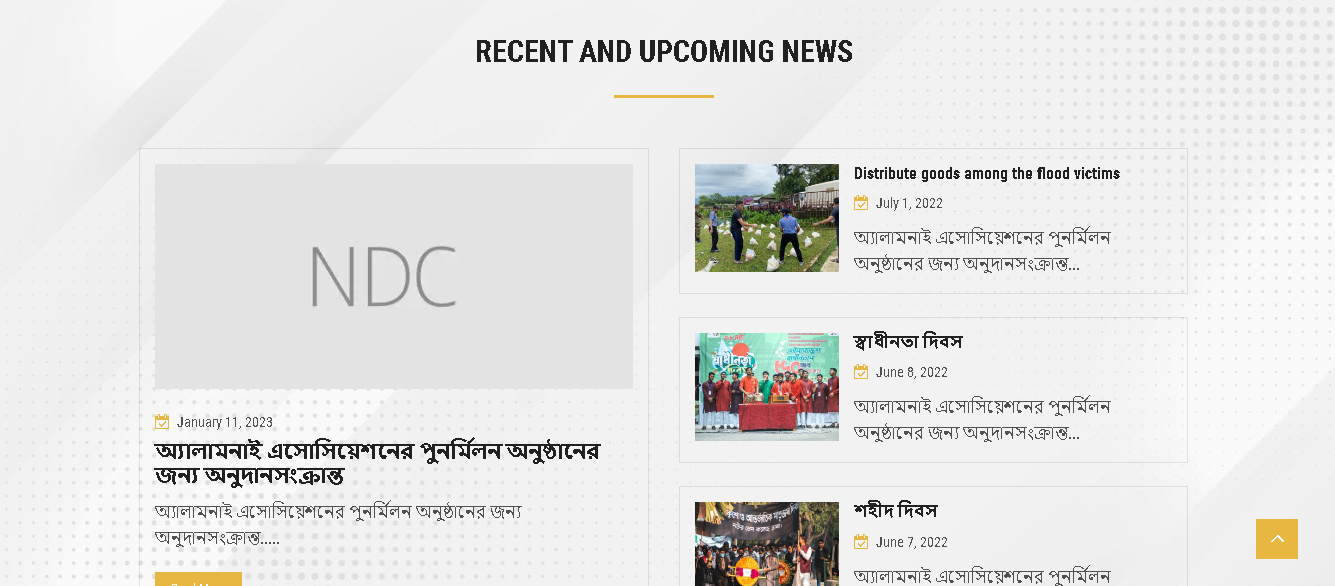 RECENT AND UPCOMING NEWS
NDC
January 11, 2023
অ্যালামনাই এসোসিয়েশনের পুনর্মিলন অনুষ্ঠানের
জন্য অনুদানসংক্রান্ত
অ্যালামনাই এসোসিয়েশনের পুনর্মিলন অনুষ্ঠানের জন্য
অনুদানসংক্রান্ত.....
Distribute goods among the flood victims
July 1, 2022
অ্যালামনাই এসোসিয়েশনের পুনর্মিলন
অনুষ্ঠানের জন্য অনুদানসংক্রান্ত...
স্বাধীনতা
স্বাধীনতা দিবস
June 8, 2022
অ্যালামনাই এসোসিয়েশনের পুনর্মিলন
অনুষ্ঠানের জন্য অনুদানসংক্রান্ত...
শহীদ দিবস
June 7, 2022
অ্যালামনাই এসোসিয়েশনের পুনর্মিলন